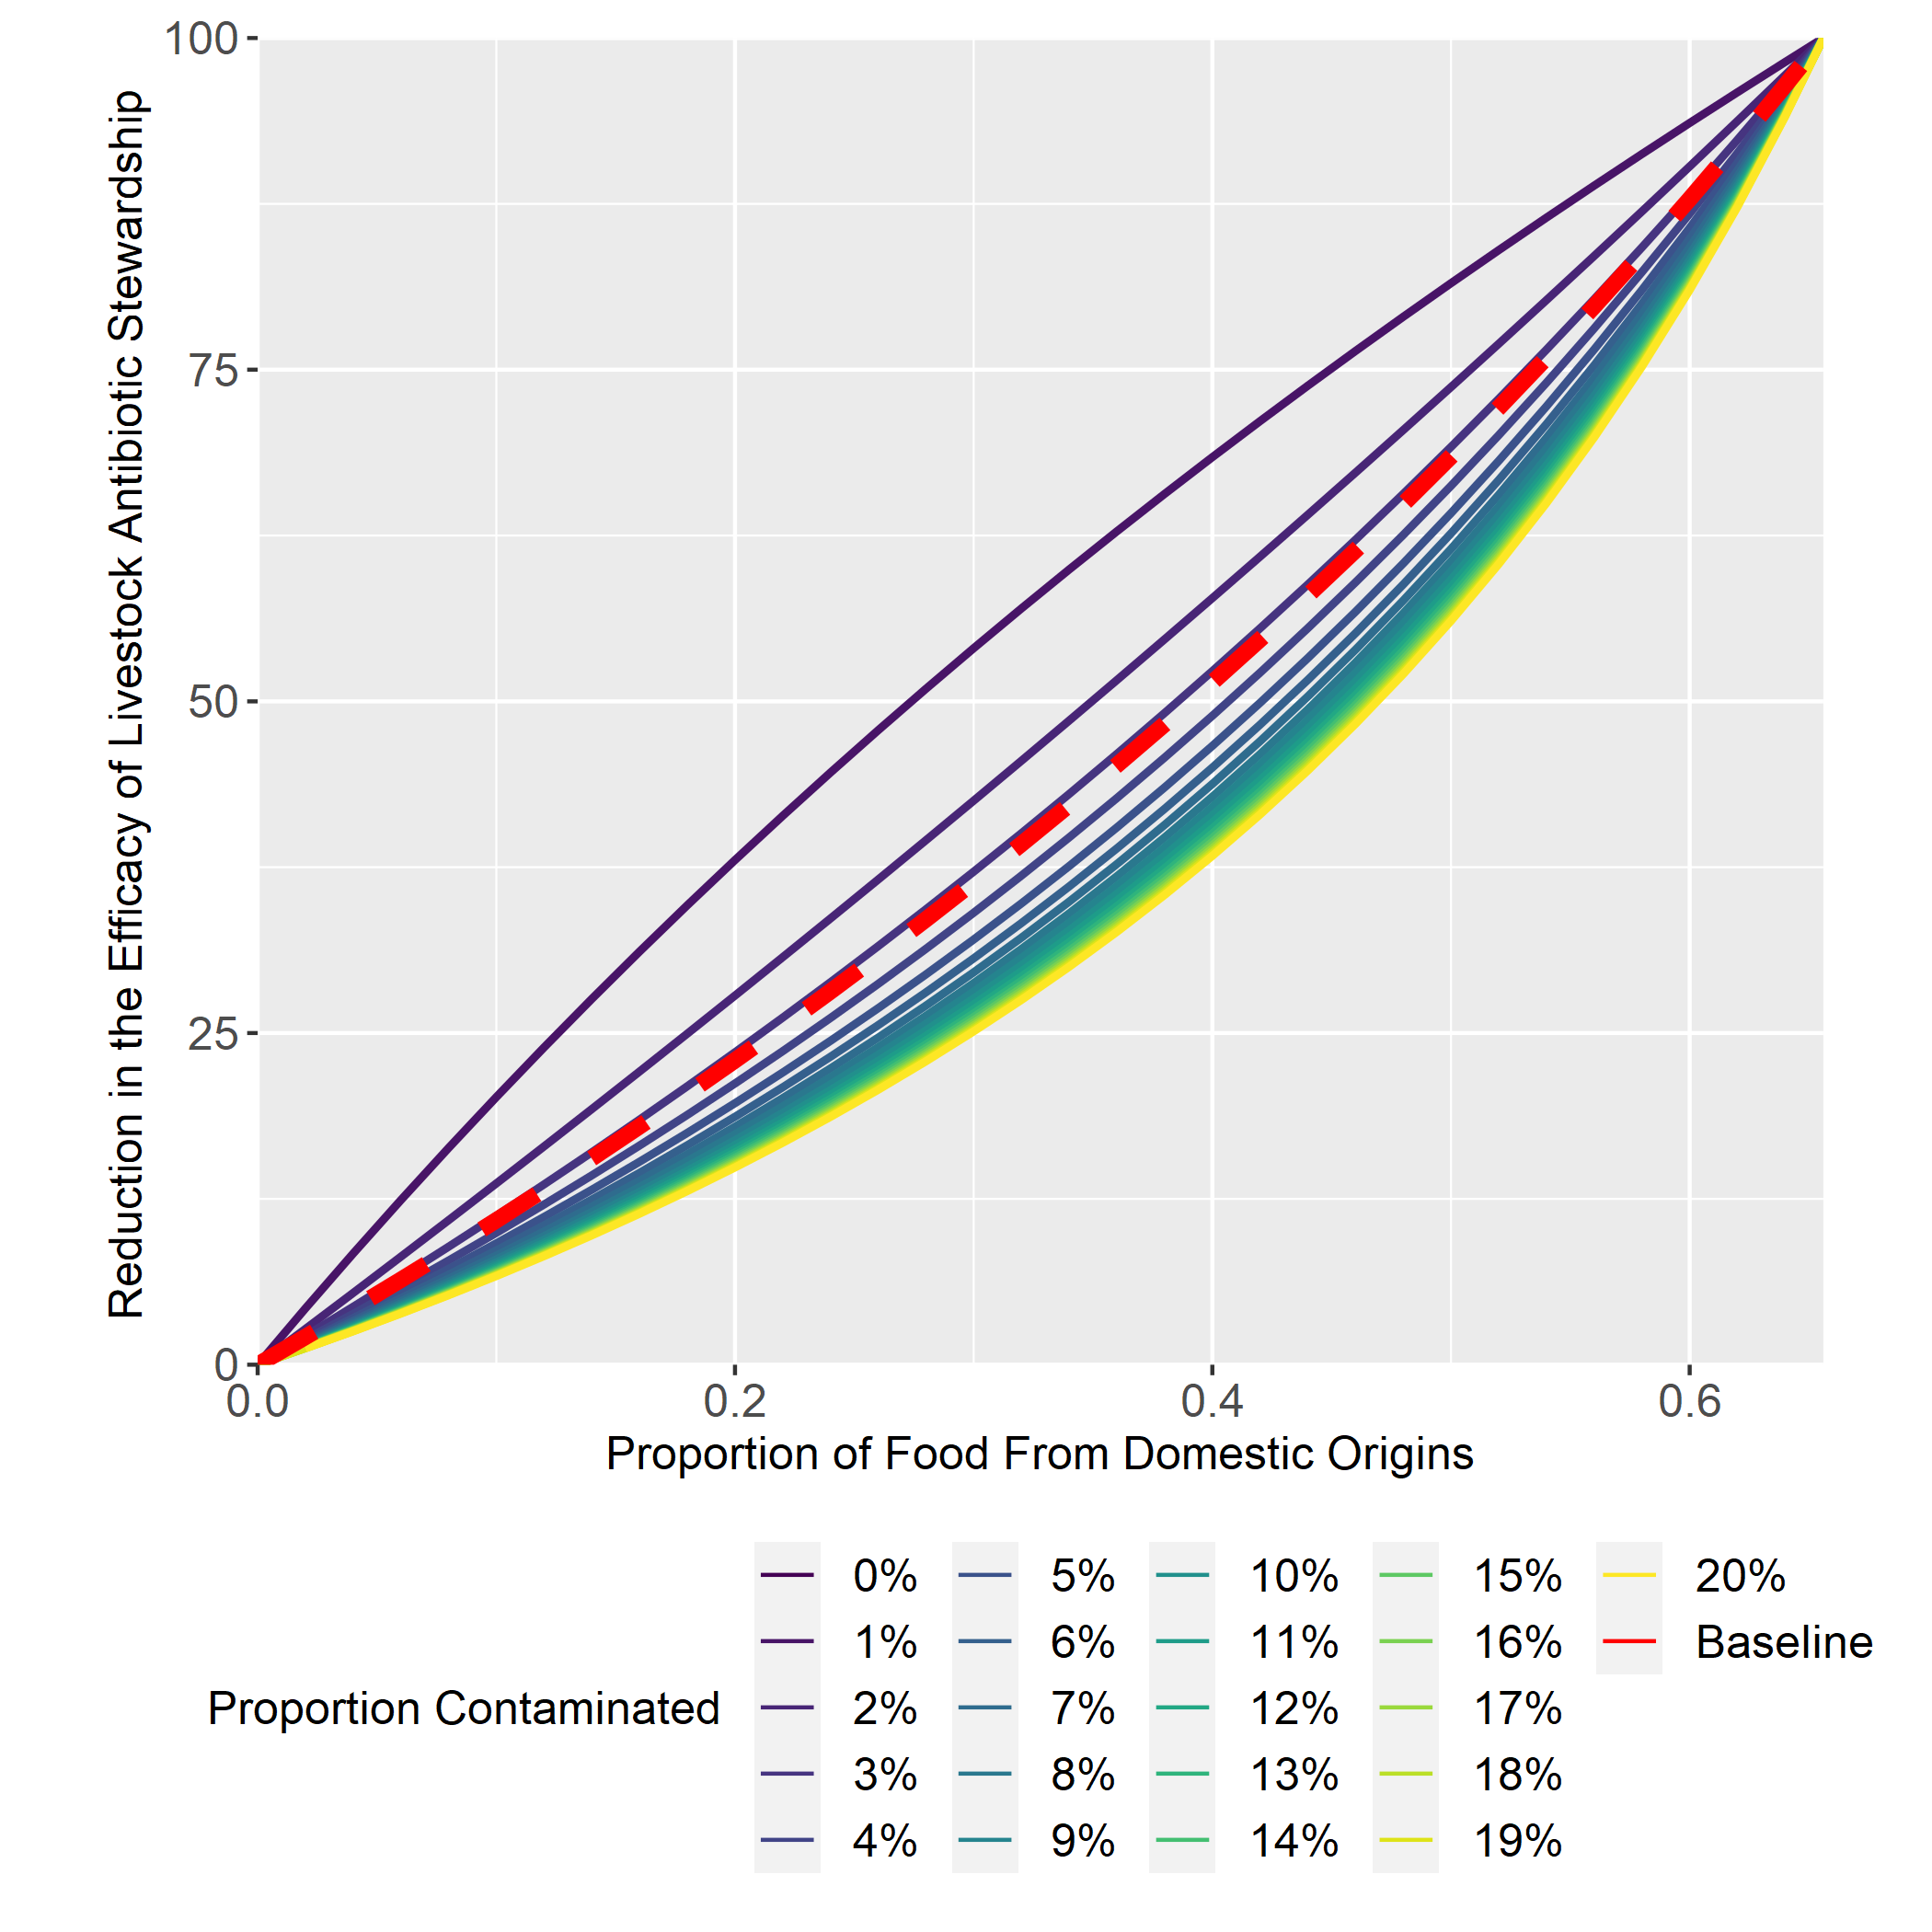 Reduction in the Efficacy of Livestock Antibiotic Stewardship
100
75
50
25
0
0.0 0.2 0.4 0.6
Proportion of Food From Domestic Origins
Proportion Contaminated
0% 5% 10% 15% 20%
1% 6% 11% 16% Baseline
2% 7% 12% 17%
3% 8% 13% 18%
4% 9% 14% 19%